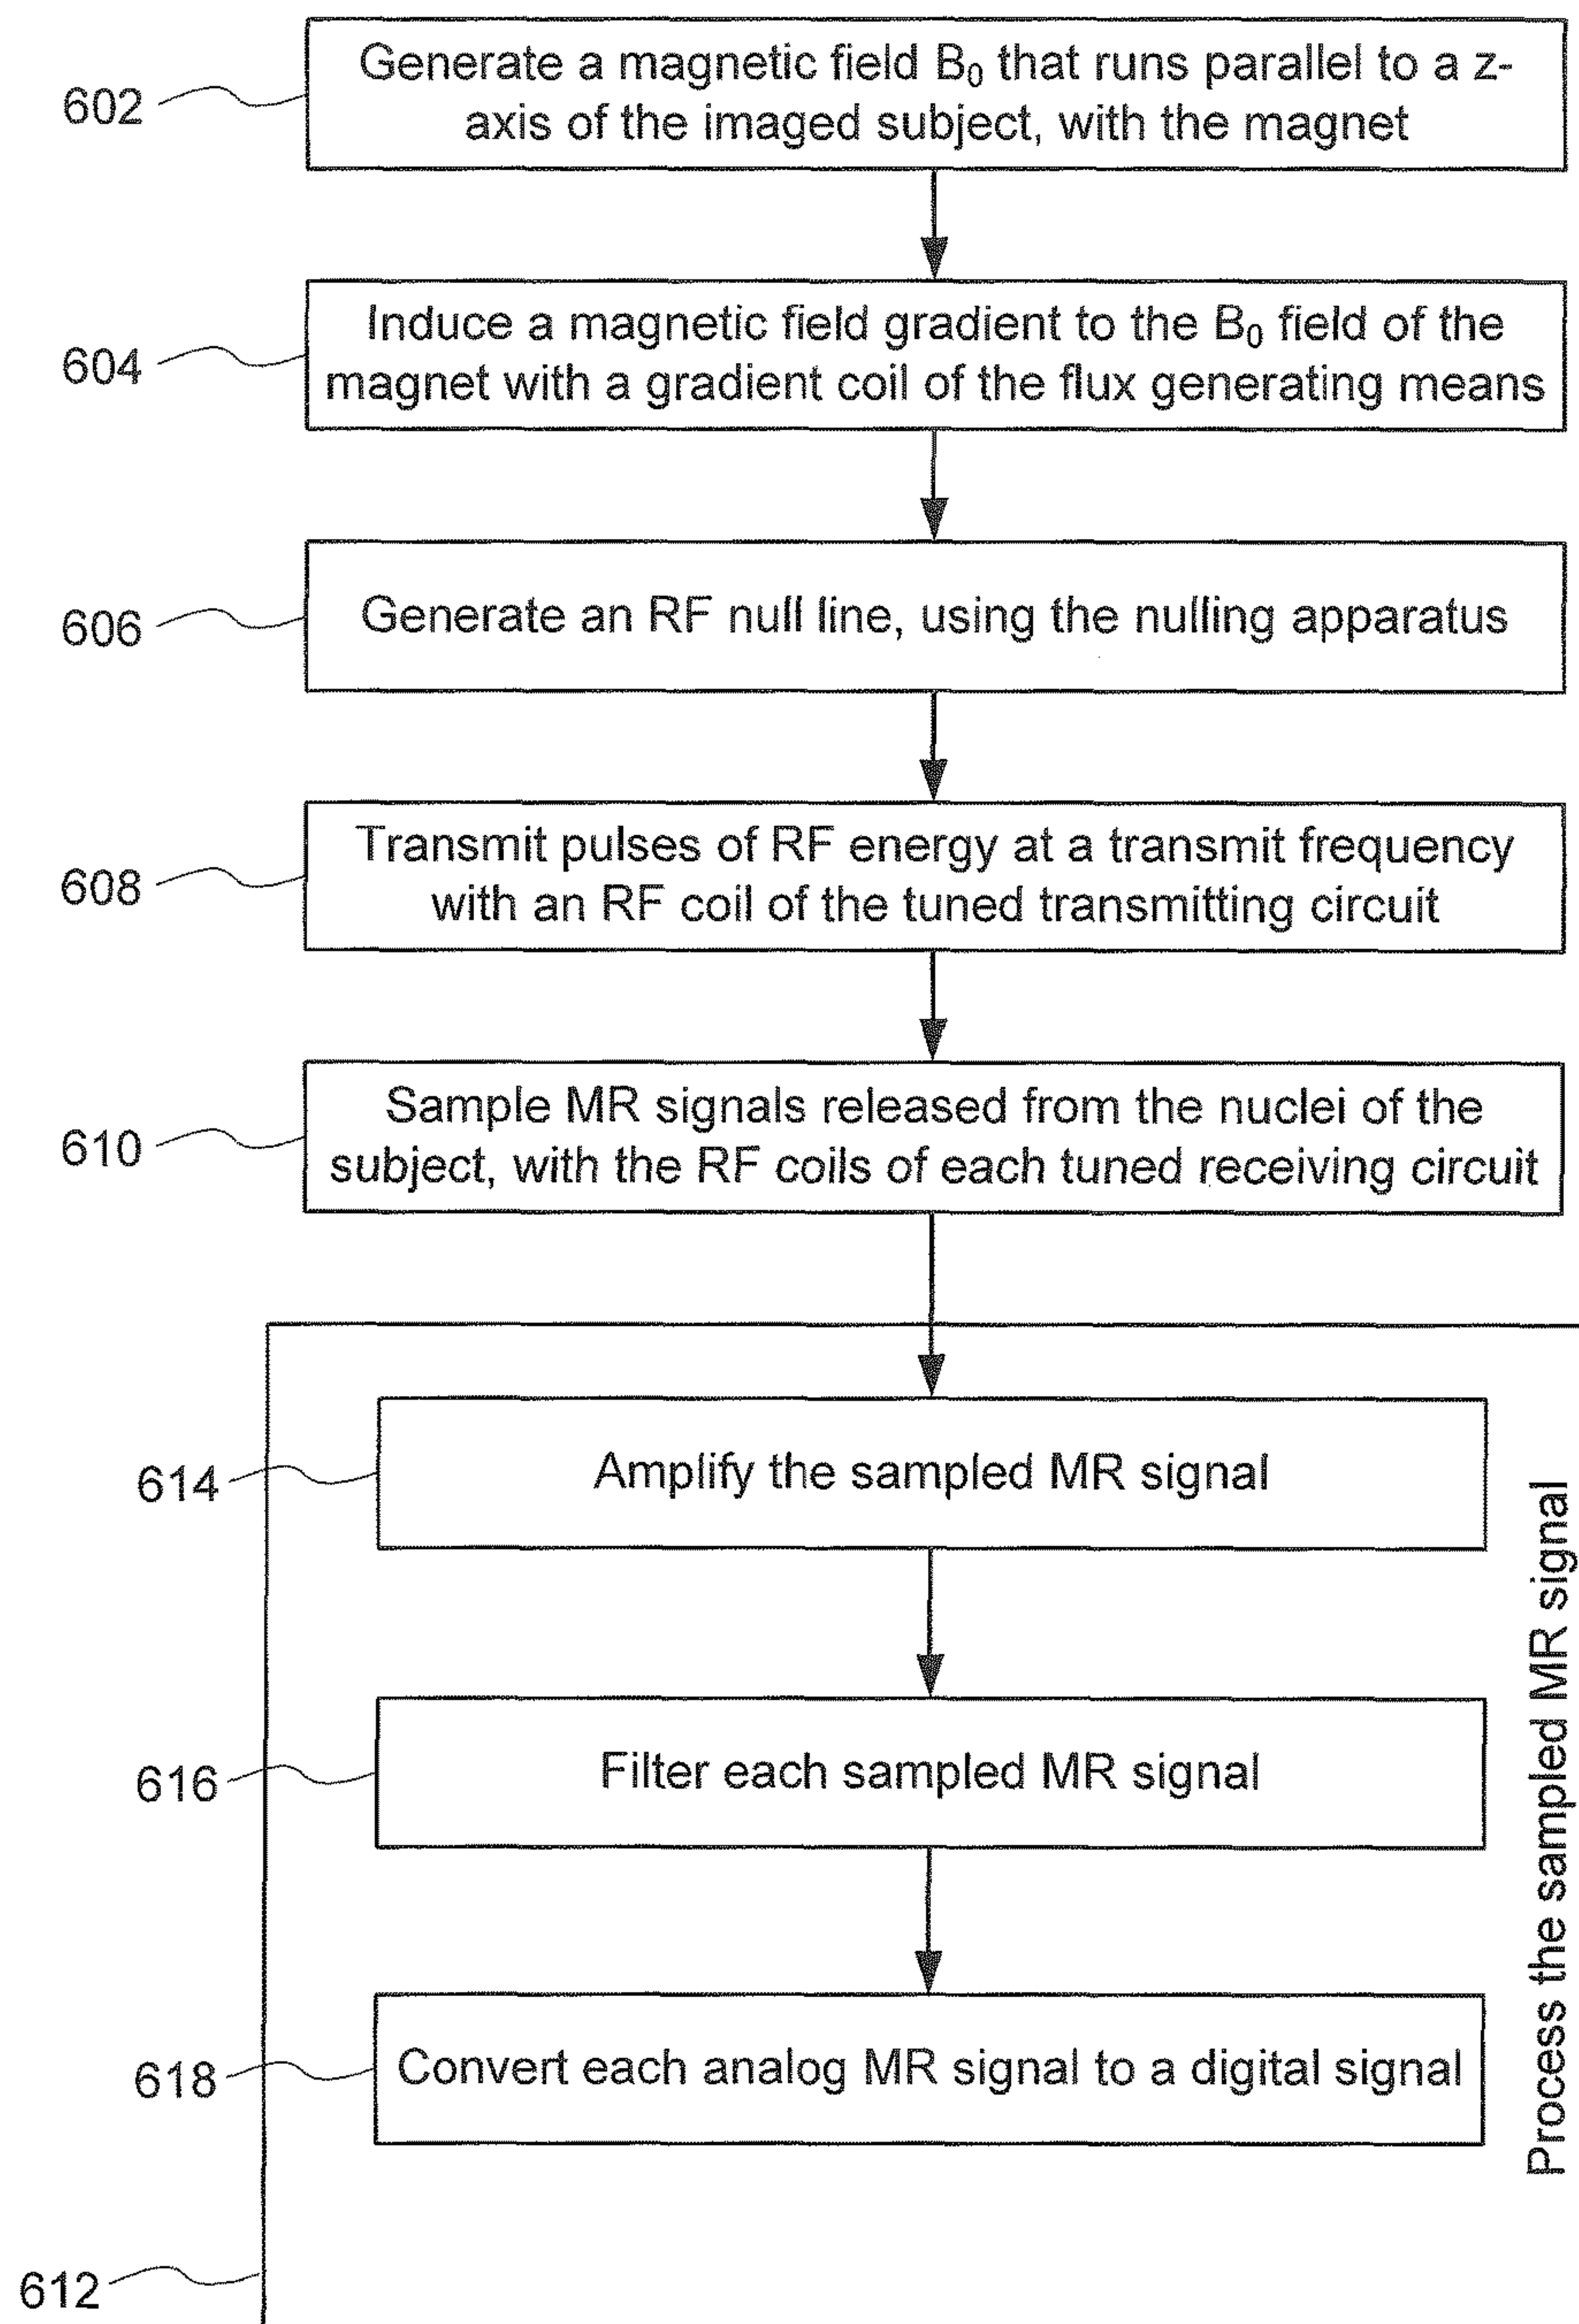 602
Generate a magnetic field B₀ that runs parallel to a z-
axis of the imaged subject, with the magnet
604
Induce a magnetic field gradient to the B₀ field of the
magnet with a gradient coil of the flux generating means
606
Generate an RF null line, using the nulling apparatus
608
Transmit pulses of RF energy at a transmit frequency
with an RF coil of the tuned transmitting circuit
610
Sample MR signals released from the nuclei of the
subject, with the RF coils of each tuned receiving circuit
614
Amplify the sampled MR signal
616
Filter each sampled MR signal
618
Convert each analog MR signal to a digital signal
Process the sampled MR signal
612